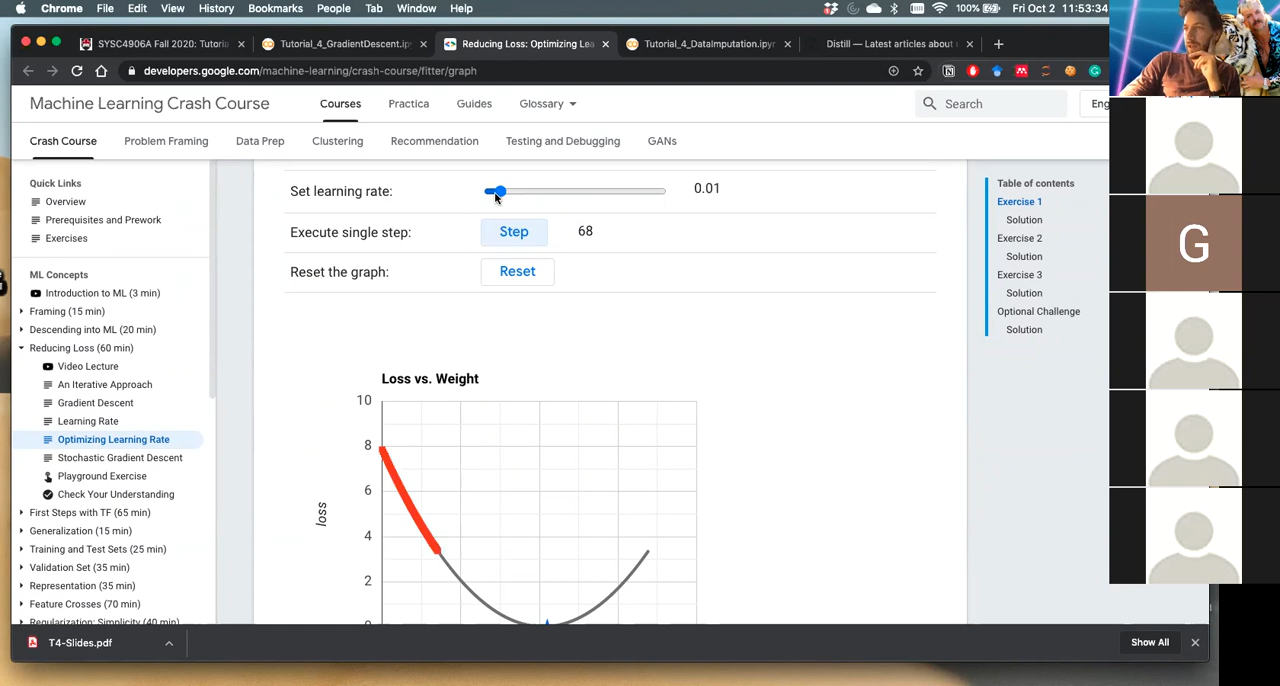 Chrome File Edit View History Bookmarks People Tab Window Help 100% Fri Oct 2 11:53:34
SYSC4906A Fall 2020: Tutoria
Tutorial_4_GradientDescent.ip
Reducing Loss: Optimizing Lea
Tutorial_4_DataImputation.ipyr
Distill — Latest articles about
developers.google.com/machine-learning/crash-course/fitter/graph
Machine Learning Crash Course Courses Practica Guides Glossary Search Eng
Crash Course Problem Framing Data Prep Clustering Recommendation Testing and Debugging GANs
Quick Links
Overview
Prerequisites and Prework
Exercises
ML Concepts
Introduction to ML (3 min)
Framing (15 min)
Descending into ML (20 min)
Reducing Loss (60 min)
Video Lecture
An Iterative Approach
Gradient Descent
Learning Rate
Optimizing Learning Rate
Stochastic Gradient Descent
Playground Exercise
Check Your Understanding
First Steps with TF (65 min)
Generalization (15 min)
Training and Test Sets (25 min)
Validation Set (35 min)
Representation (35 min)
Feature Crosses (70 min)
Regularization: Simplicity (40 min)
Set learning rate: 0.01
Execute single step: Step 68
Reset the graph: Reset
Loss vs. Weight
10
8
6
4
2
0
loss
Table of contents
Exercise 1
Solution
Exercise 2
Solution
Exercise 3
Solution
Optional Challenge
Solution
G
T4-Slides.pdf
Show All